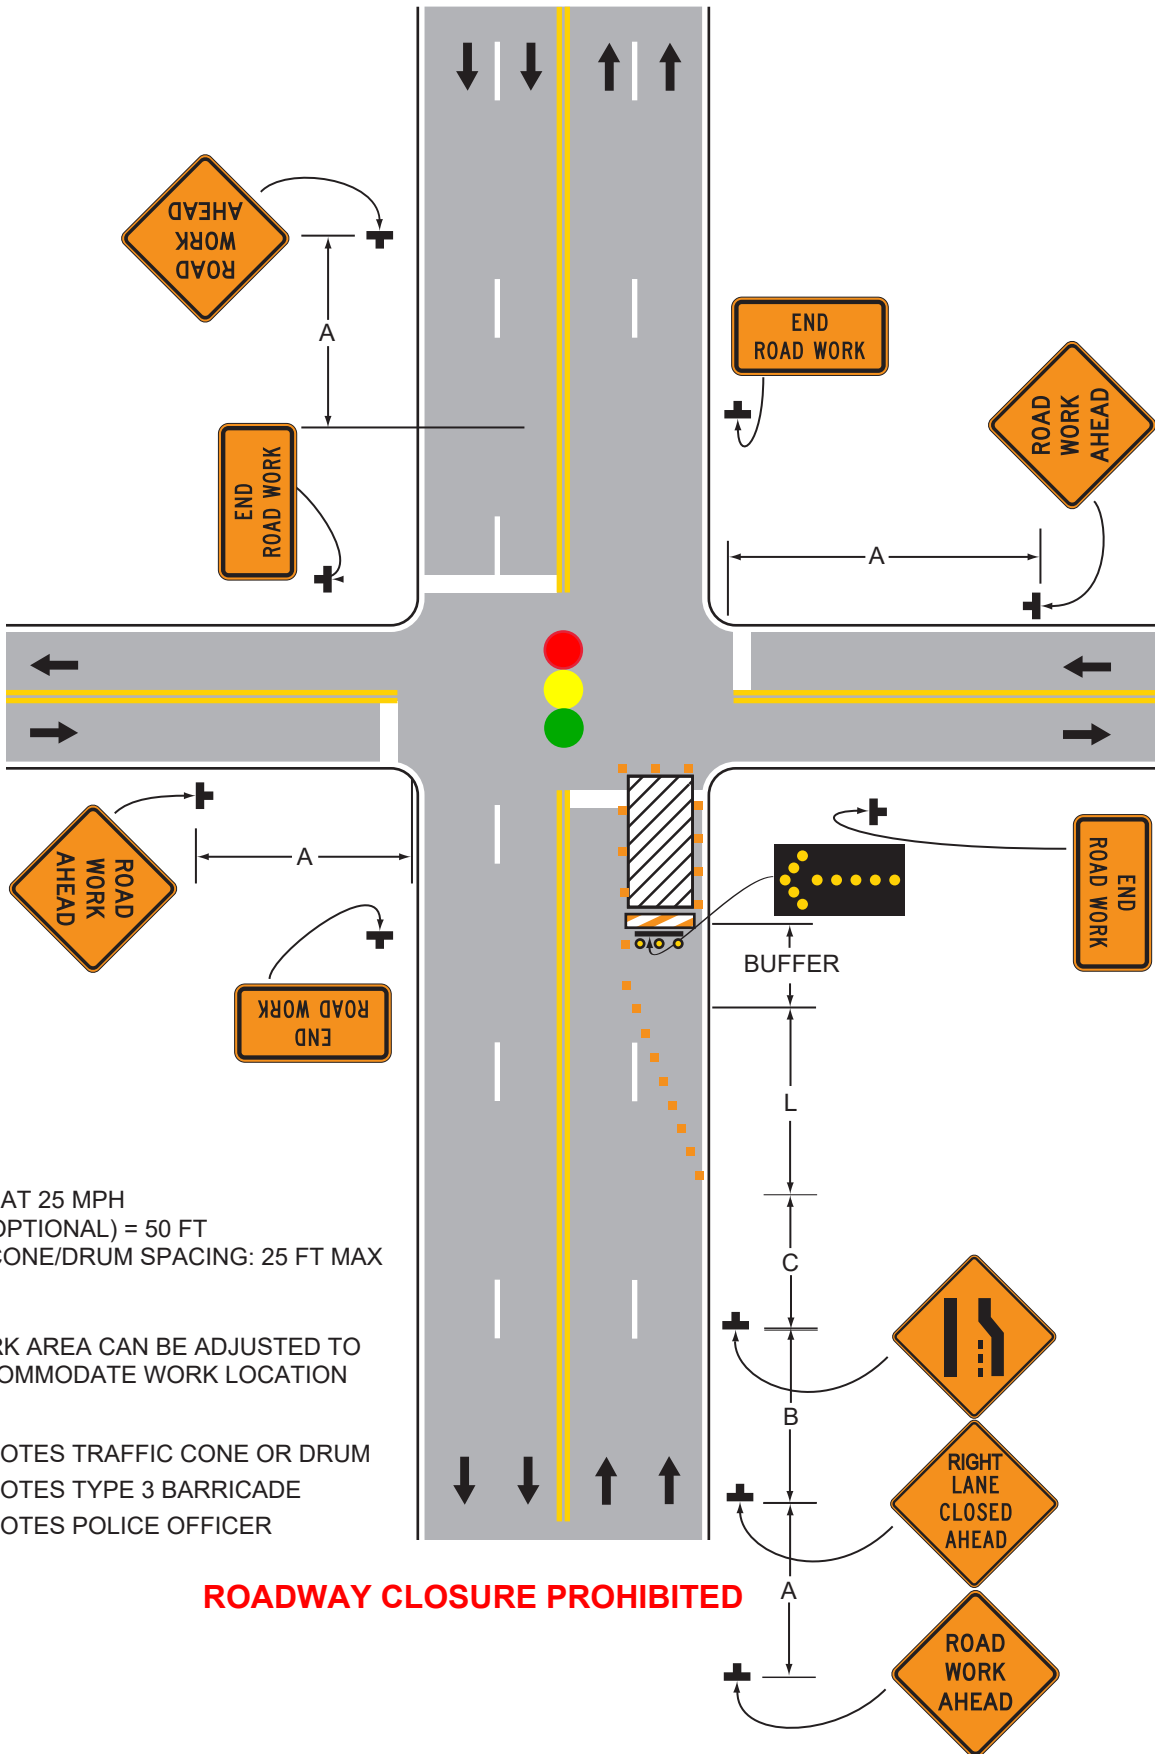 ROAD
WORK
AHEAD
A
END
ROAD WORK
END
ROAD WORK
ROAD
WORK
AHEAD
A
ROAD
WORK
AHEAD
A
END
ROAD WORK
BUFFER
END
ROAD WORK
L
AT 25 MPH
OPTIONAL) = 50 FT
CONE/DRUM SPACING: 25 FT MAX
C
RK AREA CAN BE ADJUSTED TO
OMMODATE WORK LOCATION
B
OTES TRAFFIC CONE OR DRUM
OTES TYPE 3 BARRICADE
OTES POLICE OFFICER
RIGHT
LANE
CLOSED
AHEAD
ROADWAY CLOSURE PROHIBITED
A
ROAD
WORK
AHEAD